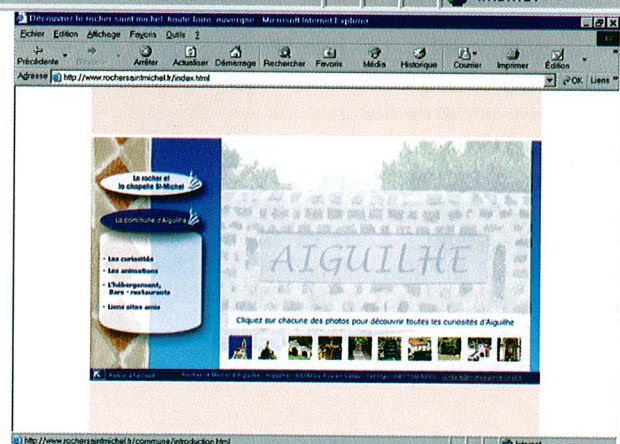 Découvrez le rocher saint michel, haute loire, auvergne - Microsoft Internet Explorer
Fichier Edition Affichage Favoris Outils ?
Précédente Arrêter Actualiser Démarrage Rechercher Favoris Média Historique Courrier Imprimer Edition
Adresse http://www.rochersaintmichel.fr/index.html OK Liens
Le rocher et
la chapelle St-Michel
La commune d'Aiguilhe
• Les curiosités
• Les animations
• L'hébergement,
Bars - restaurants
• Liens sites amis
AIGUILHE
Cliquez sur chacune des photos pour découvrir toutes les curiosités d'Aiguilhe
Retour à l'accueil
http://www.rochersaintmichel.fr/commune/introduction.html Internet